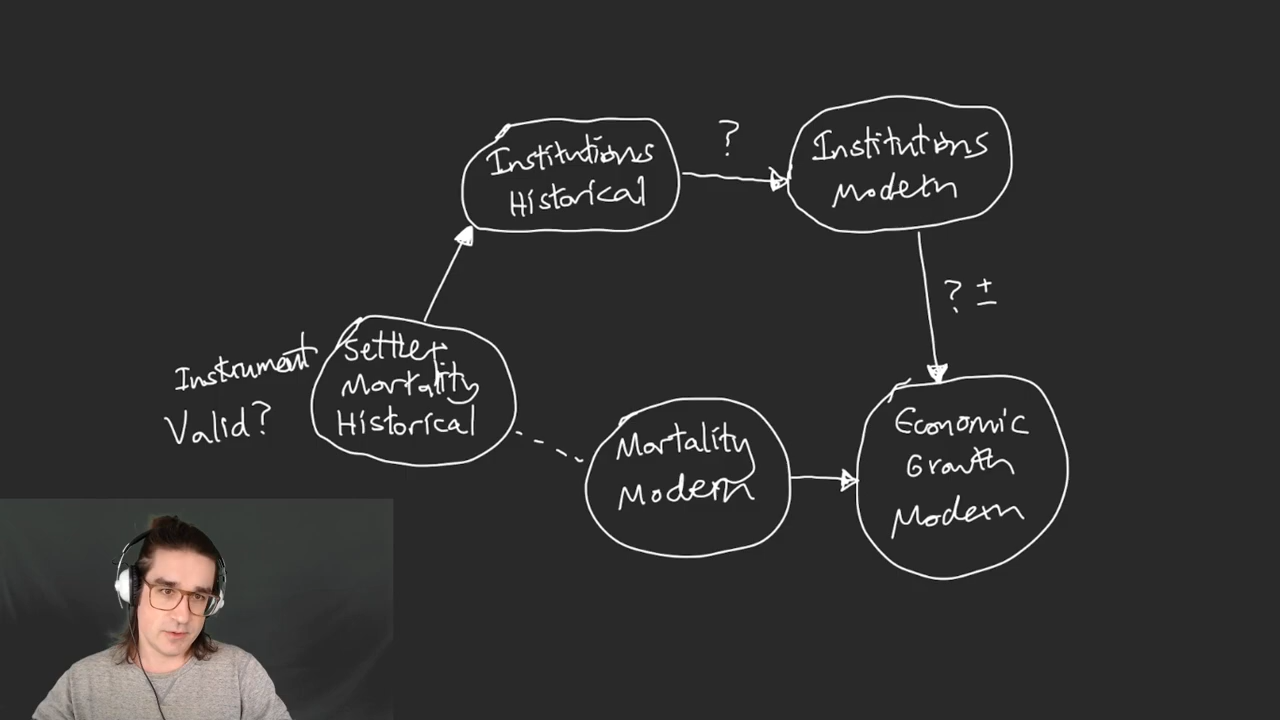 Institutions
Historical
?
Institutions
Modern
? ±
Instrument
Valid?
Settler
Mortality
Historical
Mortality
Modern
Economic
Growth
Modern